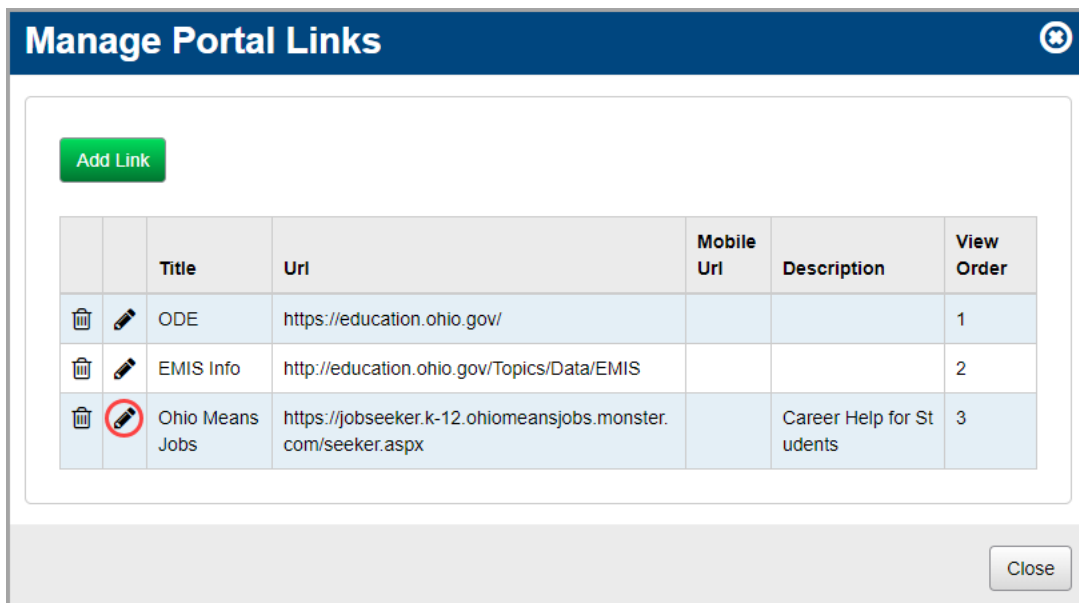 Manage Portal Links
Add Link
Title Url Mobile Url Description View Order
ODE https://education.ohio.gov/ 1
EMIS Info http://education.ohio.gov/Topics/Data/EMIS 2
Ohio Means https://jobseeker.k-12.ohiomeansjobs.monster. Career Help for St 3
Jobs com/seeker.aspx udents
Close